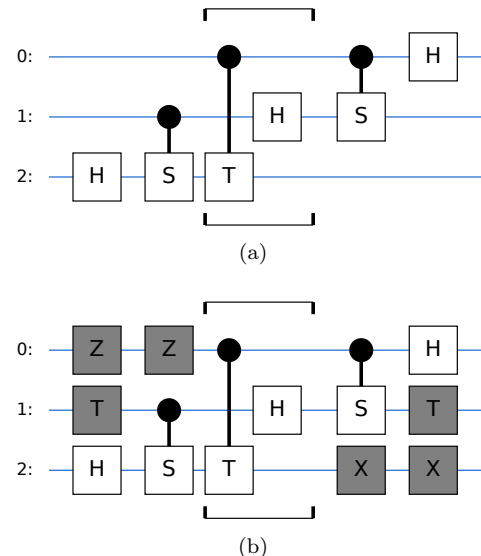 0: H
1: H S
2: H S T
(a)
0: Z Z H
1: T H S T
2: H S T X X
(b)